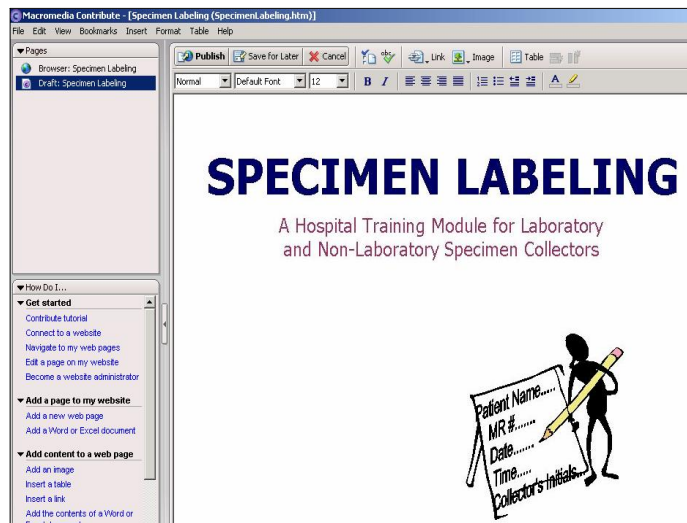 Macromedia Contribute - [Specimen Labeling (SpecimenLabeling.htm)]
File Edit View Bookmarks Insert Format Table Help
Pages
Browser: Specimen Labeling
Draft: Specimen Labeling
Publish Save for Later Cancel Link Image Table
Normal Default Font 12 B I A
SPECIMEN LABELING
A Hospital Training Module for Laboratory
and Non-Laboratory Specimen Collectors
Patient Name.....
MR #.......
Date.......
Time.....
Collector's Initials...
How Do I...
Get started
Contribute tutorial
Connect to a website
Navigate to my web pages
Edit a page on my website
Become a website administrator
Add a page to my website
Add a new web page
Add a Word or Excel document
Add content to a web page
Add an image
Insert a table
Insert a link
Add the contents of a Word or